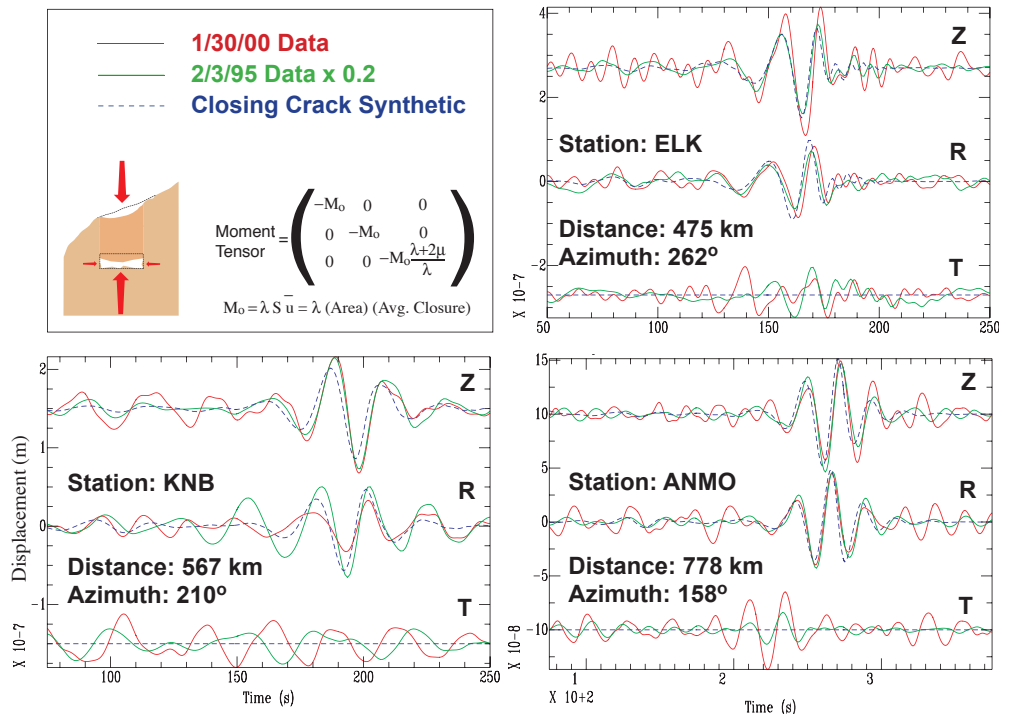 1/30/00 Data
2/3/95 Data x 0.2
Closing Crack Synthetic
Moment Tensor = ( −Mo 0 0
0 −Mo 0
0 0 −Mo λ+2μ/λ )
Mo = λ S u̅ = λ (Area) (Avg. Closure)
4
2
0
−2
X 10−7
Z
Station: ELK
R
Distance: 475 km
Azimuth: 262o
T
50 100 150 200 250
2
1
0
−1
X 10−7
Displacement (m)
Z
Station: KNB
R
Distance: 567 km
Azimuth: 210o
T
100 150 200 250
Time (s)
15
10
5
0
−5
−10
X 10−8
Z
Station: ANMO
R
Distance: 778 km
Azimuth: 158o
T
1 2 3
X 10+2
Time (s)